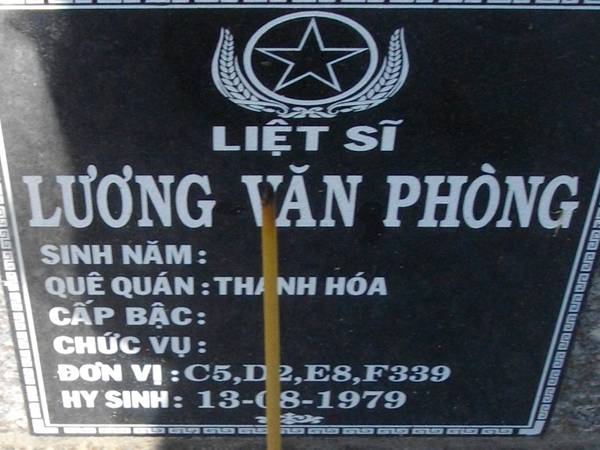 LIỆT SĨ
LƯƠNG VĂN PHÒNG
SINH NĂM :
QUÊ QUÁN : THANH HÓA
CẤP BẬC :
CHỨC VỤ :
ĐƠN VỊ : C5,D2,E8,F339
HY SINH : 13-08-1979